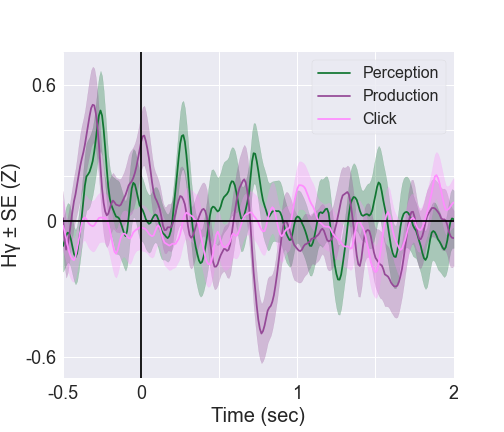 Perception
Production
Click
0.6
0
-0.6
Hγ ± SE (Z)
-0.5
0
1
2
Time (sec)